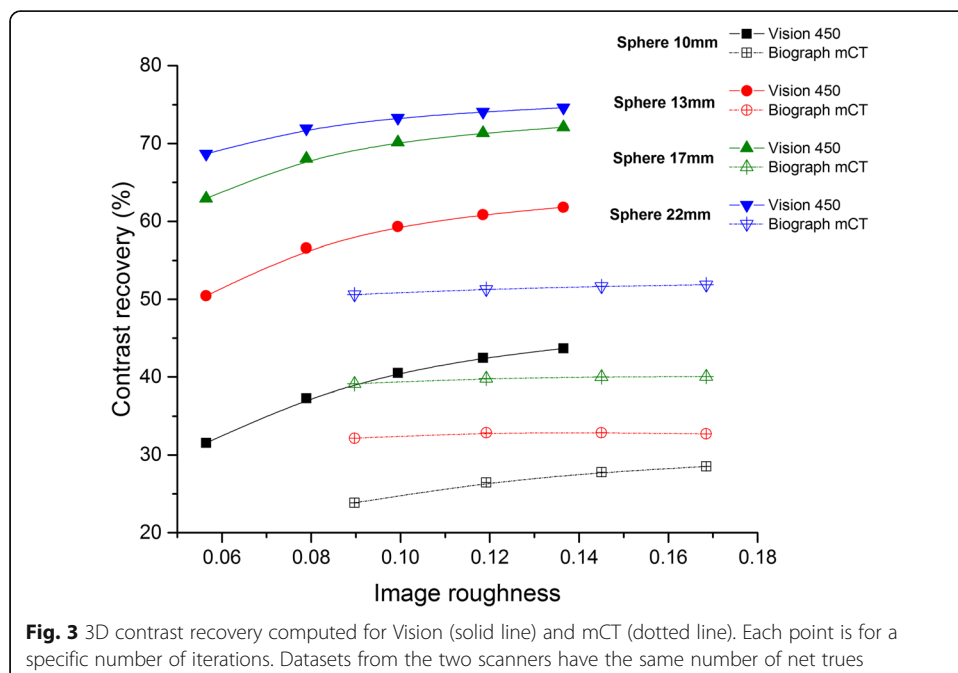 Sphere 10mm
Vision 450
Biograph mCT
Sphere 13mm
Vision 450
Biograph mCT
Sphere 17mm
Vision 450
Biograph mCT
Sphere 22mm
Vision 450
Biograph mCT
Contrast recovery (%)
80
70
60
50
40
30
20
0.06 0.08 0.10 0.12 0.14 0.16 0.18
Image roughness
Fig. 3 3D contrast recovery computed for Vision (solid line) and mCT (dotted line). Each point is for a
specific number of iterations. Datasets from the two scanners have the same number of net trues